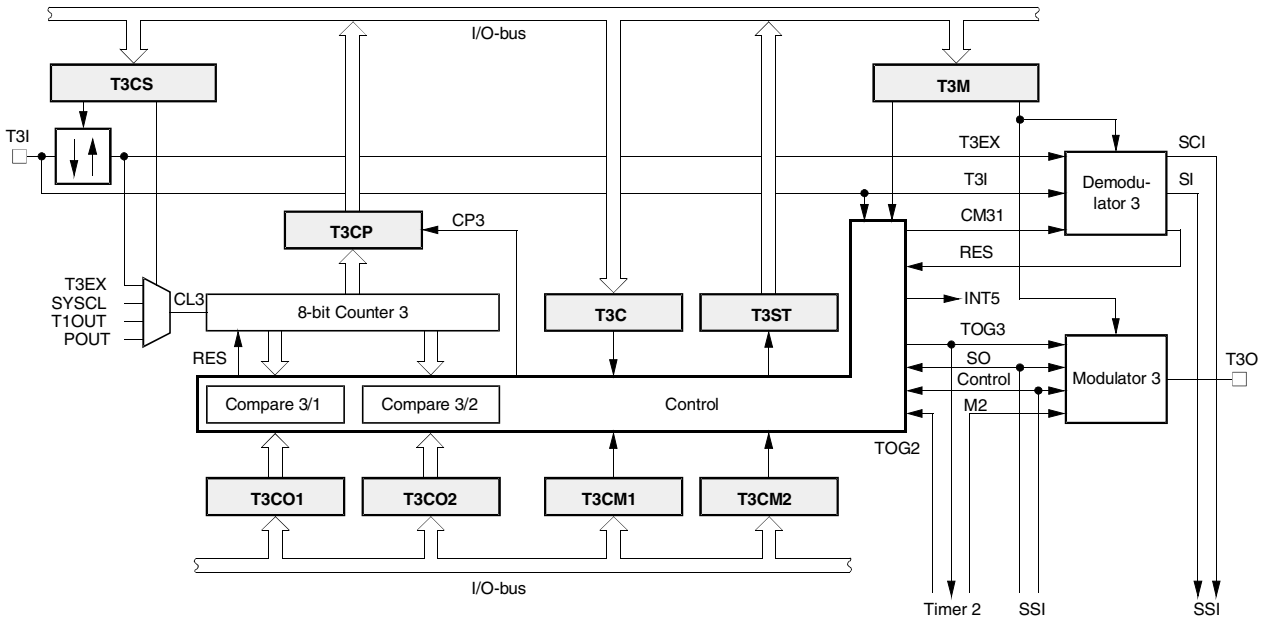 I/O-bus
T3CS
T3M
T3I
T3EX
SCI
T3I
SI
Demodu-
lator 3
T3CP
CP3
CM31
RES
T3EX
SYSCL
T1OUT
POUT
CL3
8-bit Counter 3
T3C
T3ST
INT5
RES
TOG3
SO
Control
M2
Modulator 3
T3O
Compare 3/1
Compare 3/2
Control
TOG2
T3CO1
T3CO2
T3CM1
T3CM2
I/O-bus
Timer 2
SSI
SSI